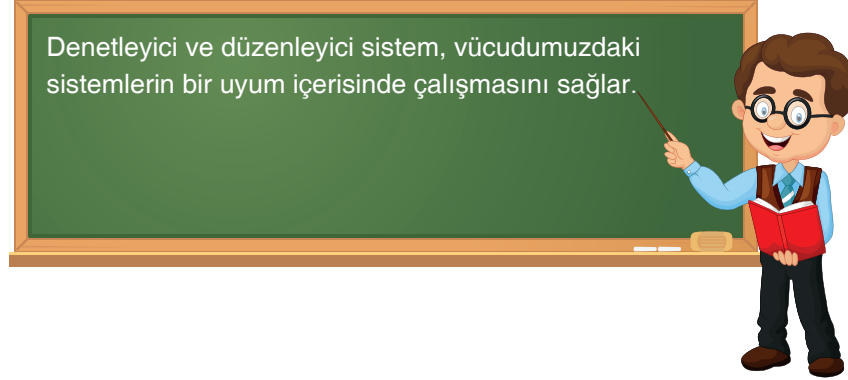 Denetleyici ve düzenleyici sistem, vücudumuzdaki
sistemlerin bir uyum içerisinde çalışmasını sağlar.